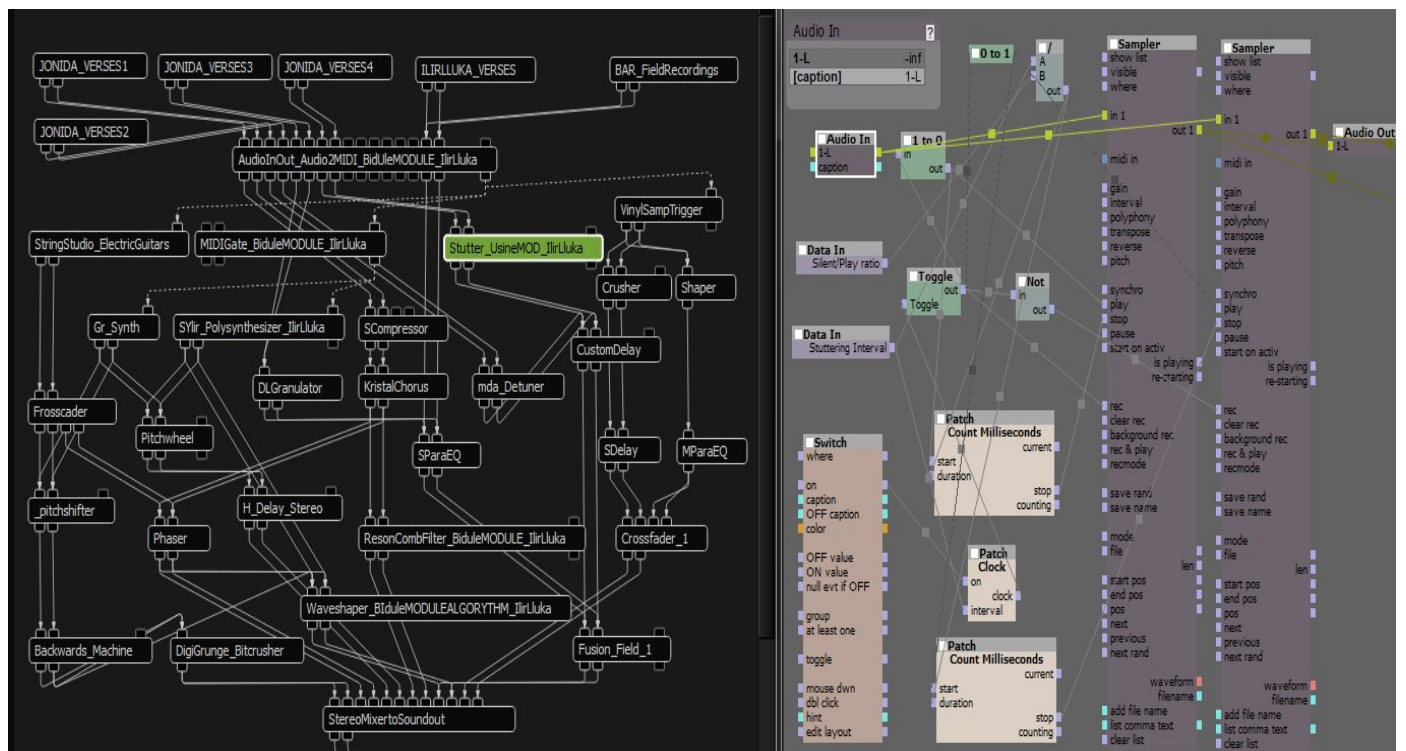 JONIDA_VERSES1
JONIDA_VERSES3
JONIDA_VERSES4
ILIRLLUKA_VERSES
BAR_FieldRecordings
JONIDA_VERSES2
AudioInOut_Audio2MIDI_BiduleMODULE_IlirLluka
VinylSampTrigger
StringStudio_ElectricGuitars
MIDIGate_BiduleMODULE_IlirLluka
Stutter_UsineMOD_IlirLluka
Crusher
Shaper
Gr_Synth
SYlir_Polysynthesizer_IlirLluka
SCompressor
CustomDelay
DLGranulator
KristalChorus
mda_Detuner
Frosscader
Pitchwheel
SParaEQ
SDelay
MParaEQ
_pitchshifter
H_Delay_Stereo
Phaser
ResonCombFilter_BiduleMODULE_IlirLluka
Crossfader_1
Waveshaper_BIduleMODULEALGORYTHM_IlirLluka
Backwards_Machine
DigiGrunge_Bitcrusher
Fusion_Field_1
StereoMixertoSoundout
Audio In
?
1-L
-inf
[caption]
1-L
0 to 1
/
A
B
out
Audio In
1-L
caption
1 to 0
in
out
Data In
Silent/Play ratio
Toggle
out
Toggle
Not
in
out
Data In
Stuttering Interval
Patch
Count Milliseconds
current
start
duration
stop
counting
Switch
where
on
caption
OFF caption
color
OFF value
ON value
null evt if OFF
group
at least one
toggle
mouse dwn
dbl click
hint
edit layout
Patch
Clock
on
clock
interval
Patch
Count Milliseconds
current
start
duration
stop
counting
Sampler
show list
visible
where
in 1
out 1
midi in
gain
interval
polyphony
transpose
reverse
pitch
synchro
play
stop
pause
start on activ
is playing
re-starting
rec
clear rec
background rec
rec & play
recmode
save rand
save name
mode
file
len
start pos
end pos
pos
next
previous
next rand
waveform
filename
add file name
list comma text
clear list
Sampler
show list
visible
where
in 1
out 1
midi in
gain
interval
polyphony
transpose
reverse
pitch
synchro
play
stop
pause
start on activ
is playing
re-starting
rec
clear rec
background rec
rec & play
recmode
save rand
save name
mode
file
len
start pos
end pos
pos
next
previous
next rand
waveform
filename
add file name
list comma text
clear list
Audio Out
1-L